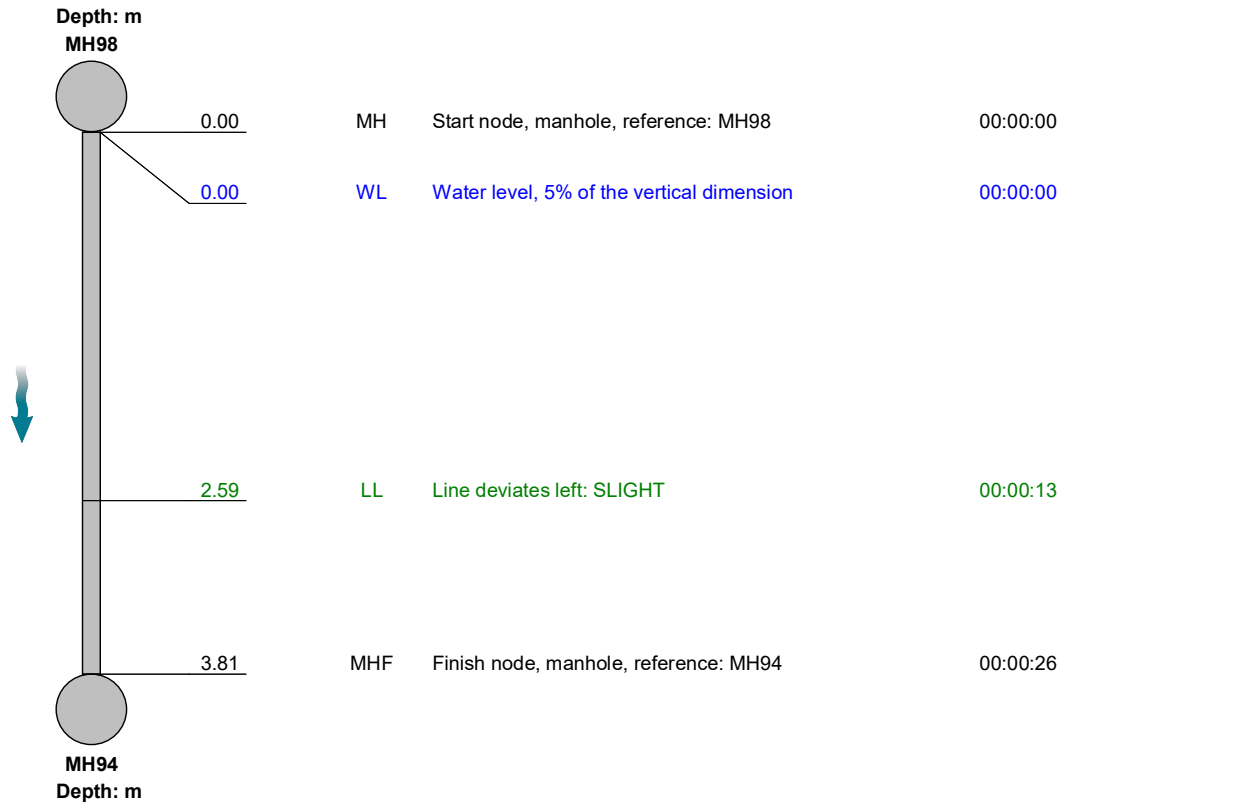 Depth: m
MH98
0.00 MH Start node, manhole, reference: MH98 00:00:00
0.00 WL Water level, 5% of the vertical dimension 00:00:00
2.59 LL Line deviates left: SLIGHT 00:00:13
3.81 MHF Finish node, manhole, reference: MH94 00:00:26
MH94
Depth: m